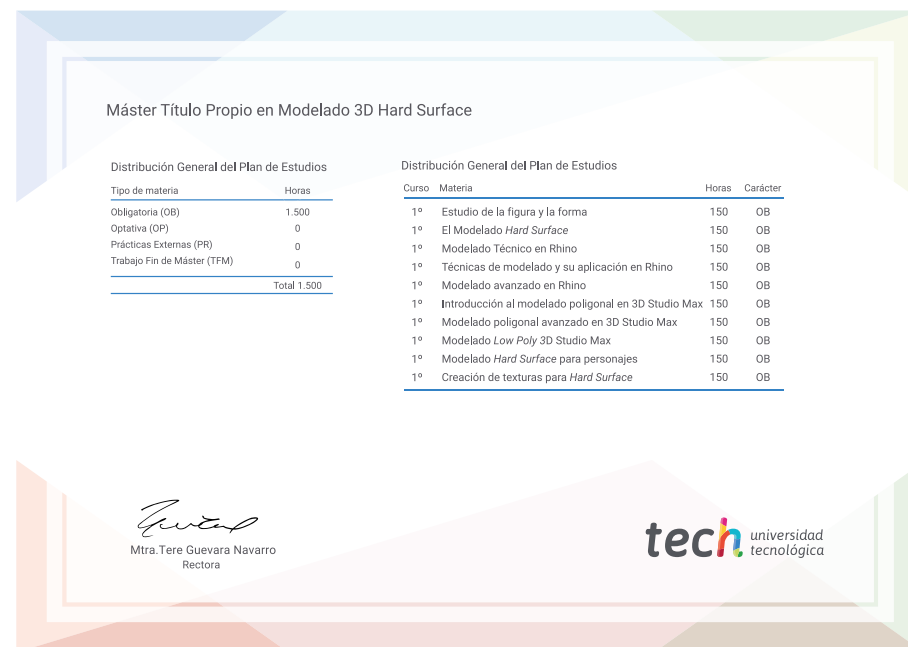 Máster Título Propio en Modelado 3D Hard Surface
Distribución General del Plan de Estudios
Tipo de materia Horas
Obligatoria (OB) 1.500
Optativa (OP) 0
Prácticas Externas (PR) 0
Trabajo Fin de Máster (TFM) 0
Total 1.500
Distribución General del Plan de Estudios
Curso Materia Horas Carácter
1º Estudio de la figura y la forma 150 OB
1º El Modelado Hard Surface 150 OB
1º Modelado Técnico en Rhino 150 OB
1º Técnicas de modelado y su aplicación en Rhino 150 OB
1º Modelado avanzado en Rhino 150 OB
1º Introducción al modelado poligonal en 3D Studio Max 150 OB
1º Modelado poligonal avanzado en 3D Studio Max 150 OB
1º Modelado Low Poly 3D Studio Max 150 OB
1º Modelado Hard Surface para personajes 150 OB
1º Creación de texturas para Hard Surface 150 OB
Mtra.Tere Guevara Navarro
Rectora
tech universidad
tecnológica